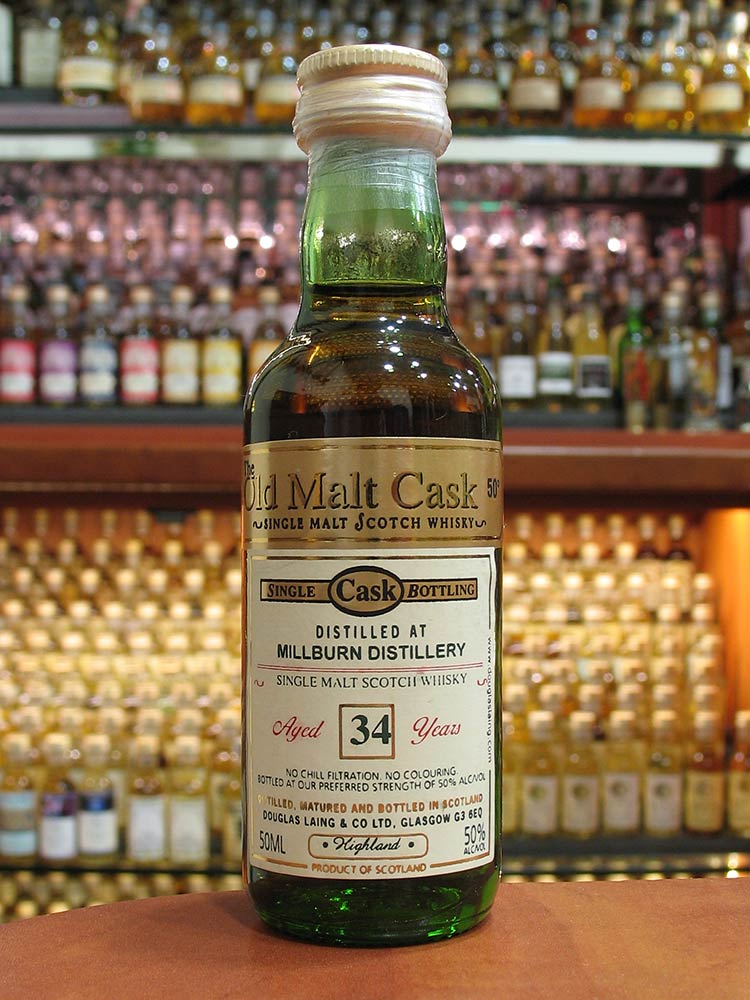 The
Old Malt Cask 50°
SINGLE MALT SCOTCH WHISKY
SINGLE Cask BOTTLING
DISTILLED AT
MILLBURN DISTILLERY
SINGLE MALT SCOTCH WHISKY
Aged 34 Years
NO CHILL FILTRATION. NO COLOURING.
BOTTLED AT OUR PREFERRED STRENGTH OF 50% ALC/VOL
DISTILLED, MATURED AND BOTTLED IN SCOTLAND
DOUGLAS LAING & CO LTD, GLASGOW G3 6EQ
50ML • Highland • 50%
ALC/VOL
PRODUCT OF SCOTLAND
www.douglaslaing.com